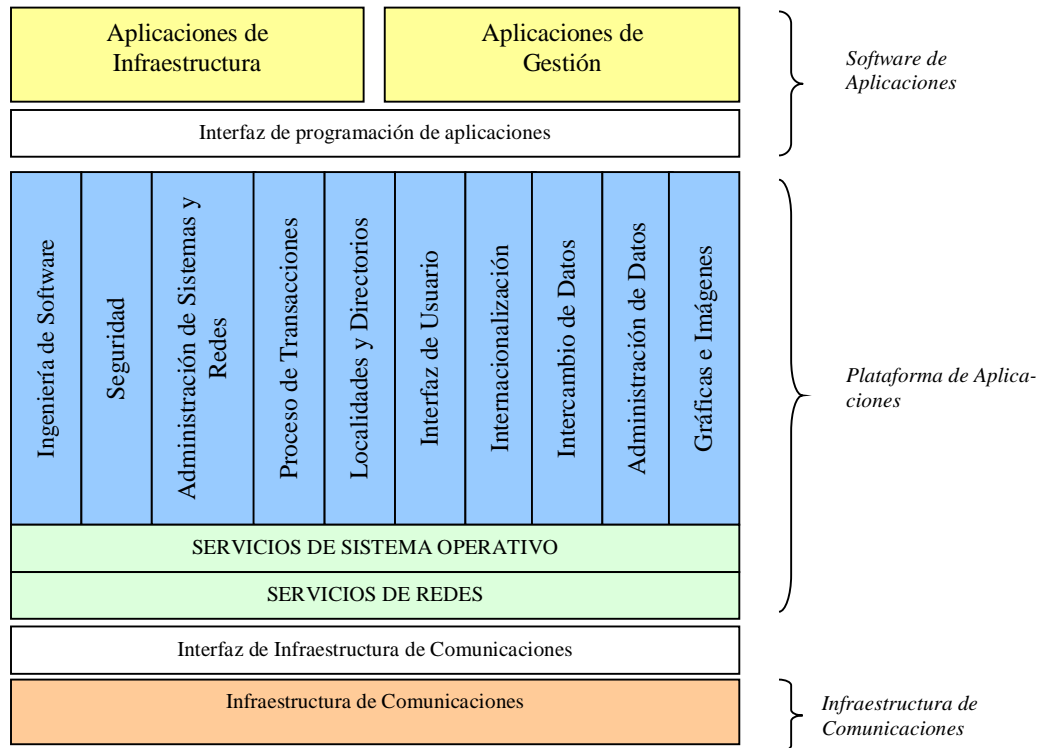 Aplicaciones de
Infraestructura
Aplicaciones de
Gestión
Software de
Aplicaciones
Interfaz de programación de aplicaciones
Ingeniería de Software
Seguridad
Administración de Sistemas y
Redes
Proceso de Transacciones
Localidades y Directorios
Interfaz de Usuario
Internacionalización
Intercambio de Datos
Administración de Datos
Gráficas e Imágenes
Plataforma de Aplica-
ciones
SERVICIOS DE SISTEMA OPERATIVO
SERVICIOS DE REDES
Interfaz de Infraestructura de Comunicaciones
Infraestructura de Comunicaciones
Infraestructura de
Comunicaciones